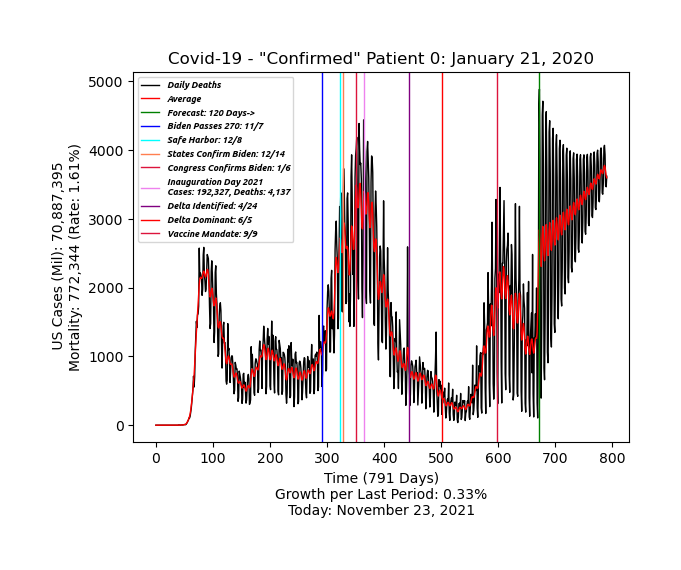 Covid-19 - "Confirmed" Patient 0: January 21, 2020
US Cases (Mil): 70,887,395
Mortality: 772,344 (Rate: 1.61%)
5000
4000
3000
2000
1000
0
Daily Deaths
Average
Forecast: 120 Days->
Biden Passes 270: 11/7
Safe Harbor: 12/8
States Confirm Biden: 12/14
Congress Confirms Biden: 1/6
Inauguration Day 2021
Cases: 192,327, Deaths: 4,137
Delta Identified: 4/24
Delta Dominant: 6/5
Vaccine Mandate: 9/9
0 100 200 300 400 500 600 700 800
Time (791 Days)
Growth per Last Period: 0.33%
Today: November 23, 2021